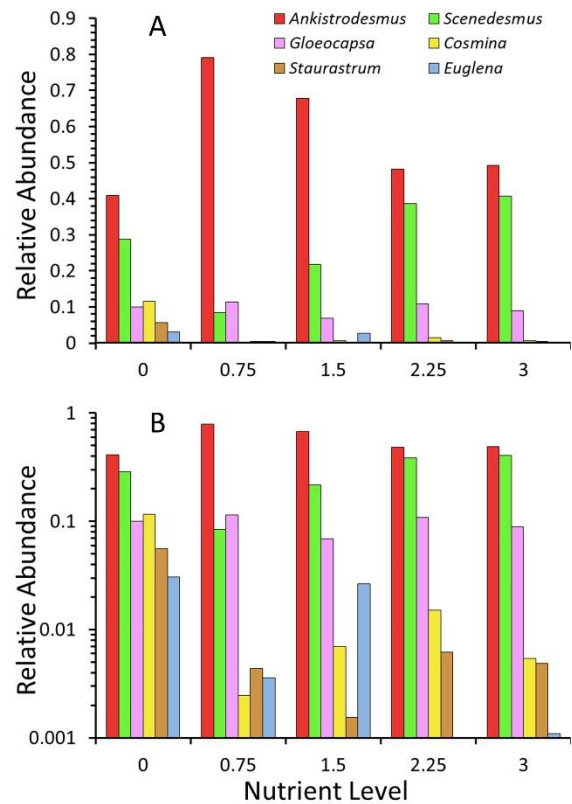 A
Ankistrodesmus
Scenedesmus
Gloeocapsa
Cosmina
Staurastrum
Euglena
Relative Abundance
0.9
0.8
0.7
0.6
0.5
0.4
0.3
0.2
0.1
0
0 0.75 1.5 2.25 3
B
Relative Abundance
1
0.1
0.01
0.001
0 0.75 1.5 2.25 3
Nutrient Level